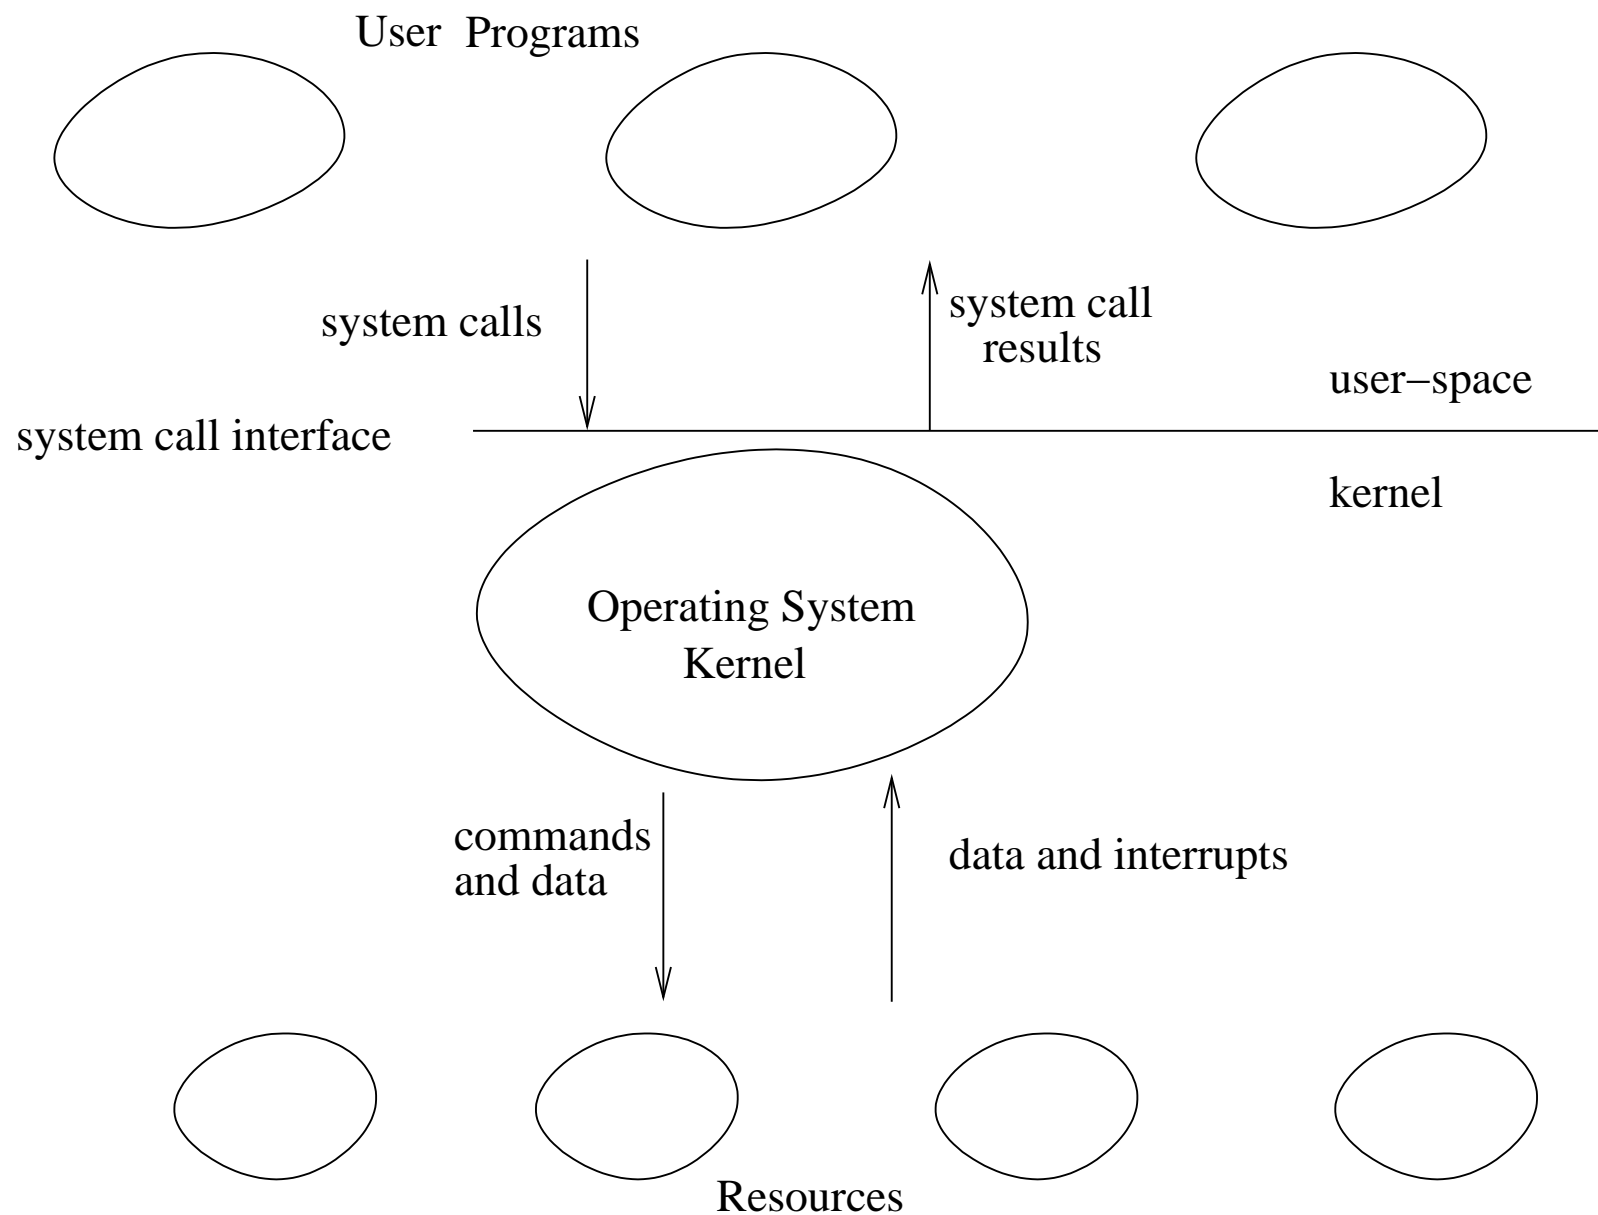 User Programs
system calls
system call
results
user−space
system call interface
kernel
Operating System
Kernel
commands
and data
data and interrupts
Resources